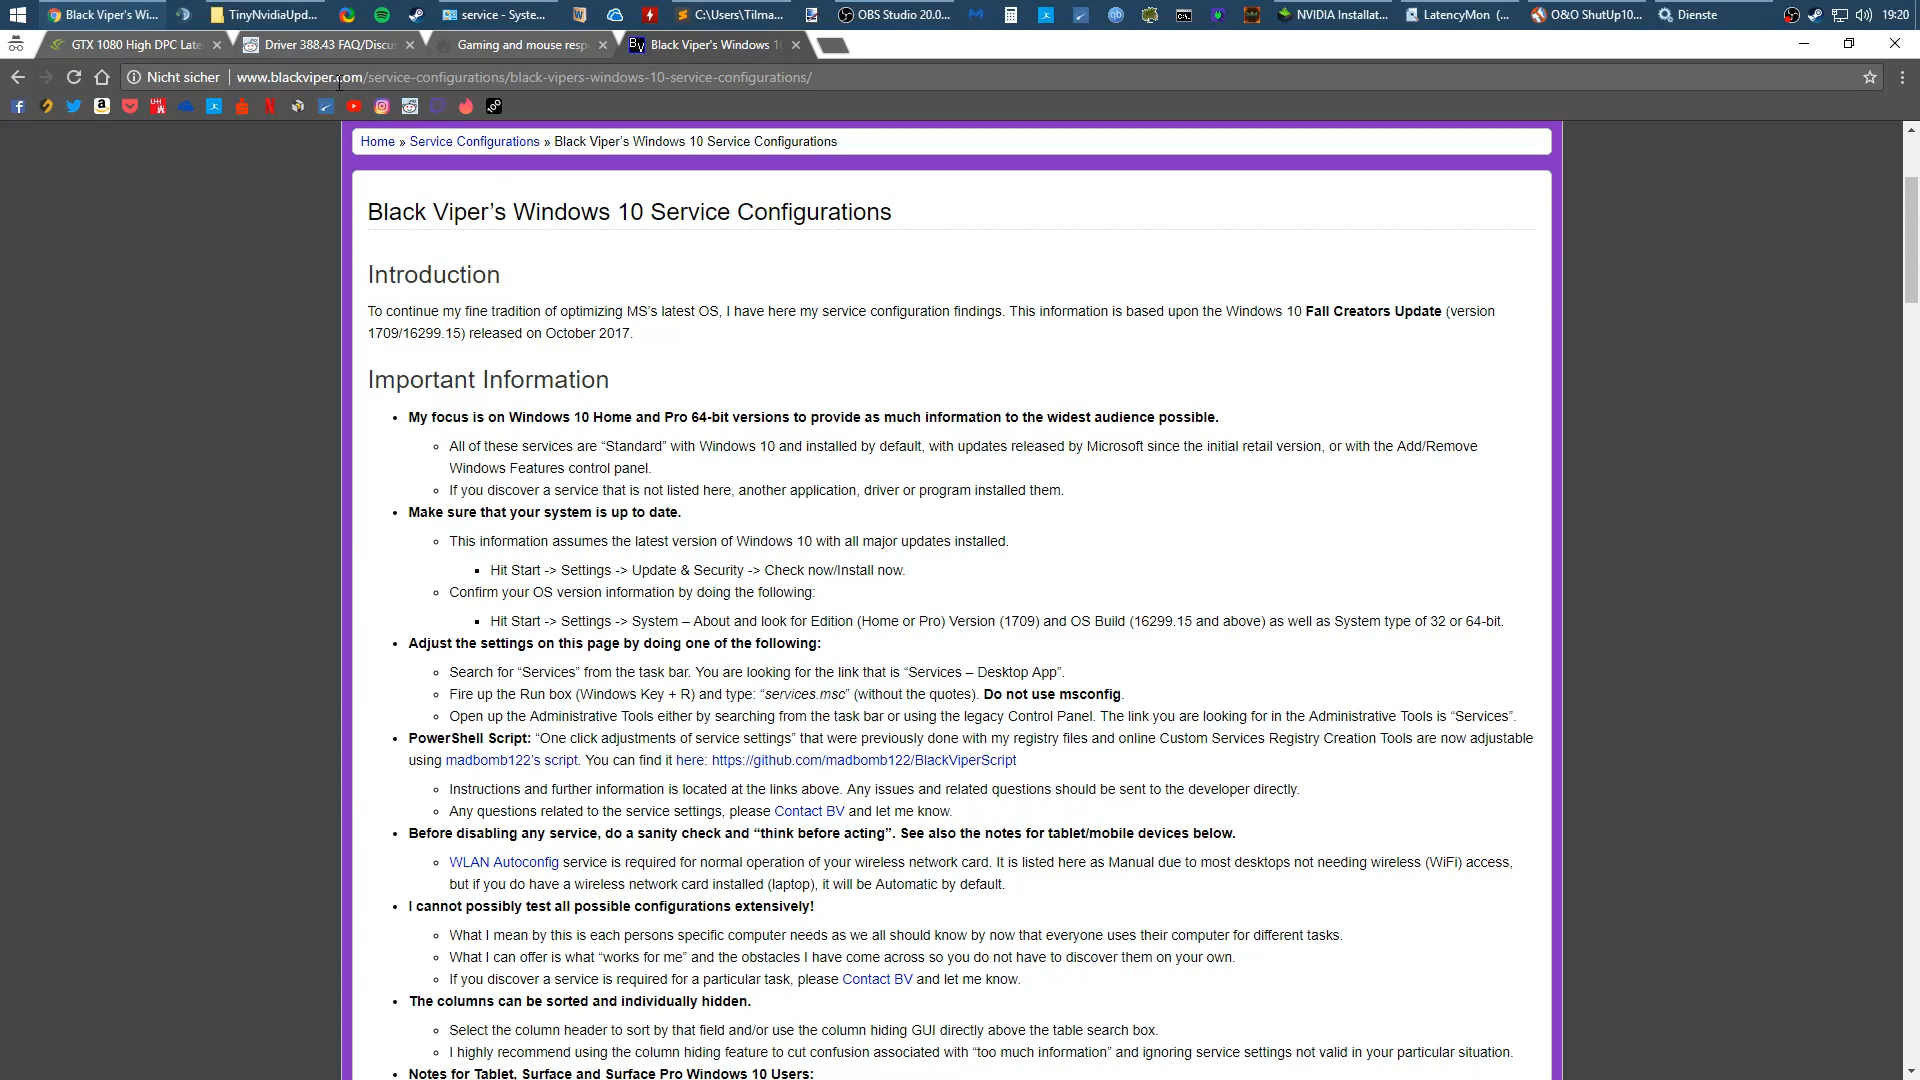 Black Viper's Wi...
TinyNvidiaUpd...
service - Syste...
C:\Users\Tilma...
OBS Studio 20.0...
NVIDIA Installat...
LatencyMon (...
O&O ShutUp10...
Dienste
19:20
GTX 1080 High DPC Late
Driver 388.43 FAQ/Discu
Gaming and mouse resp
Black Viper's Windows 1
Nicht sicher
www.blackviper.com/service-configurations/black-vipers-windows-10-service-configurations/
Home » Service Configurations » Black Viper's Windows 10 Service Configurations
Black Viper's Windows 10 Service Configurations
Introduction
To continue my fine tradition of optimizing MS's latest OS, I have here my service configuration findings. This information is based upon the Windows 10 Fall Creators Update (version
1709/16299.15) released on October 2017.
Important Information
• My focus is on Windows 10 Home and Pro 64-bit versions to provide as much information to the widest audience possible.
◦ All of these services are “Standard” with Windows 10 and installed by default, with updates released by Microsoft since the initial retail version, or with the Add/Remove
Windows Features control panel.
◦ If you discover a service that is not listed here, another application, driver or program installed them.
• Make sure that your system is up to date.
◦ This information assumes the latest version of Windows 10 with all major updates installed.
▪ Hit Start -> Settings -> Update & Security -> Check now/Install now.
◦ Confirm your OS version information by doing the following:
▪ Hit Start -> Settings -> System – About and look for Edition (Home or Pro) Version (1709) and OS Build (16299.15 and above) as well as System type of 32 or 64-bit.
• Adjust the settings on this page by doing one of the following:
◦ Search for “Services” from the task bar. You are looking for the link that is “Services – Desktop App”.
◦ Fire up the Run box (Windows Key + R) and type: “services.msc” (without the quotes). Do not use msconfig.
◦ Open up the Administrative Tools either by searching from the task bar or using the legacy Control Panel. The link you are looking for in the Administrative Tools is “Services”.
• PowerShell Script: “One click adjustments of service settings” that were previously done with my registry files and online Custom Services Registry Creation Tools are now adjustable
using madbomb122's script. You can find it here: https://github.com/madbomb122/BlackViperScript
◦ Instructions and further information is located at the links above. Any issues and related questions should be sent to the developer directly.
◦ Any questions related to the service settings, please Contact BV and let me know.
• Before disabling any service, do a sanity check and “think before acting”. See also the notes for tablet/mobile devices below.
◦ WLAN Autoconfig service is required for normal operation of your wireless network card. It is listed here as Manual due to most desktops not needing wireless (WiFi) access,
but if you do have a wireless network card installed (laptop), it will be Automatic by default.
• I cannot possibly test all possible configurations extensively!
◦ What I mean by this is each persons specific computer needs as we all should know by now that everyone uses their computer for different tasks.
◦ What I can offer is what “works for me” and the obstacles I have come across so you do not have to discover them on your own.
◦ If you discover a service is required for a particular task, please Contact BV and let me know.
• The columns can be sorted and individually hidden.
◦ Select the column header to sort by that field and/or use the column hiding GUI directly above the table search box.
◦ I highly recommend using the column hiding feature to cut confusion associated with “too much information” and ignoring service settings not valid in your particular situation.
• Notes for Tablet, Surface and Surface Pro Windows 10 Users: